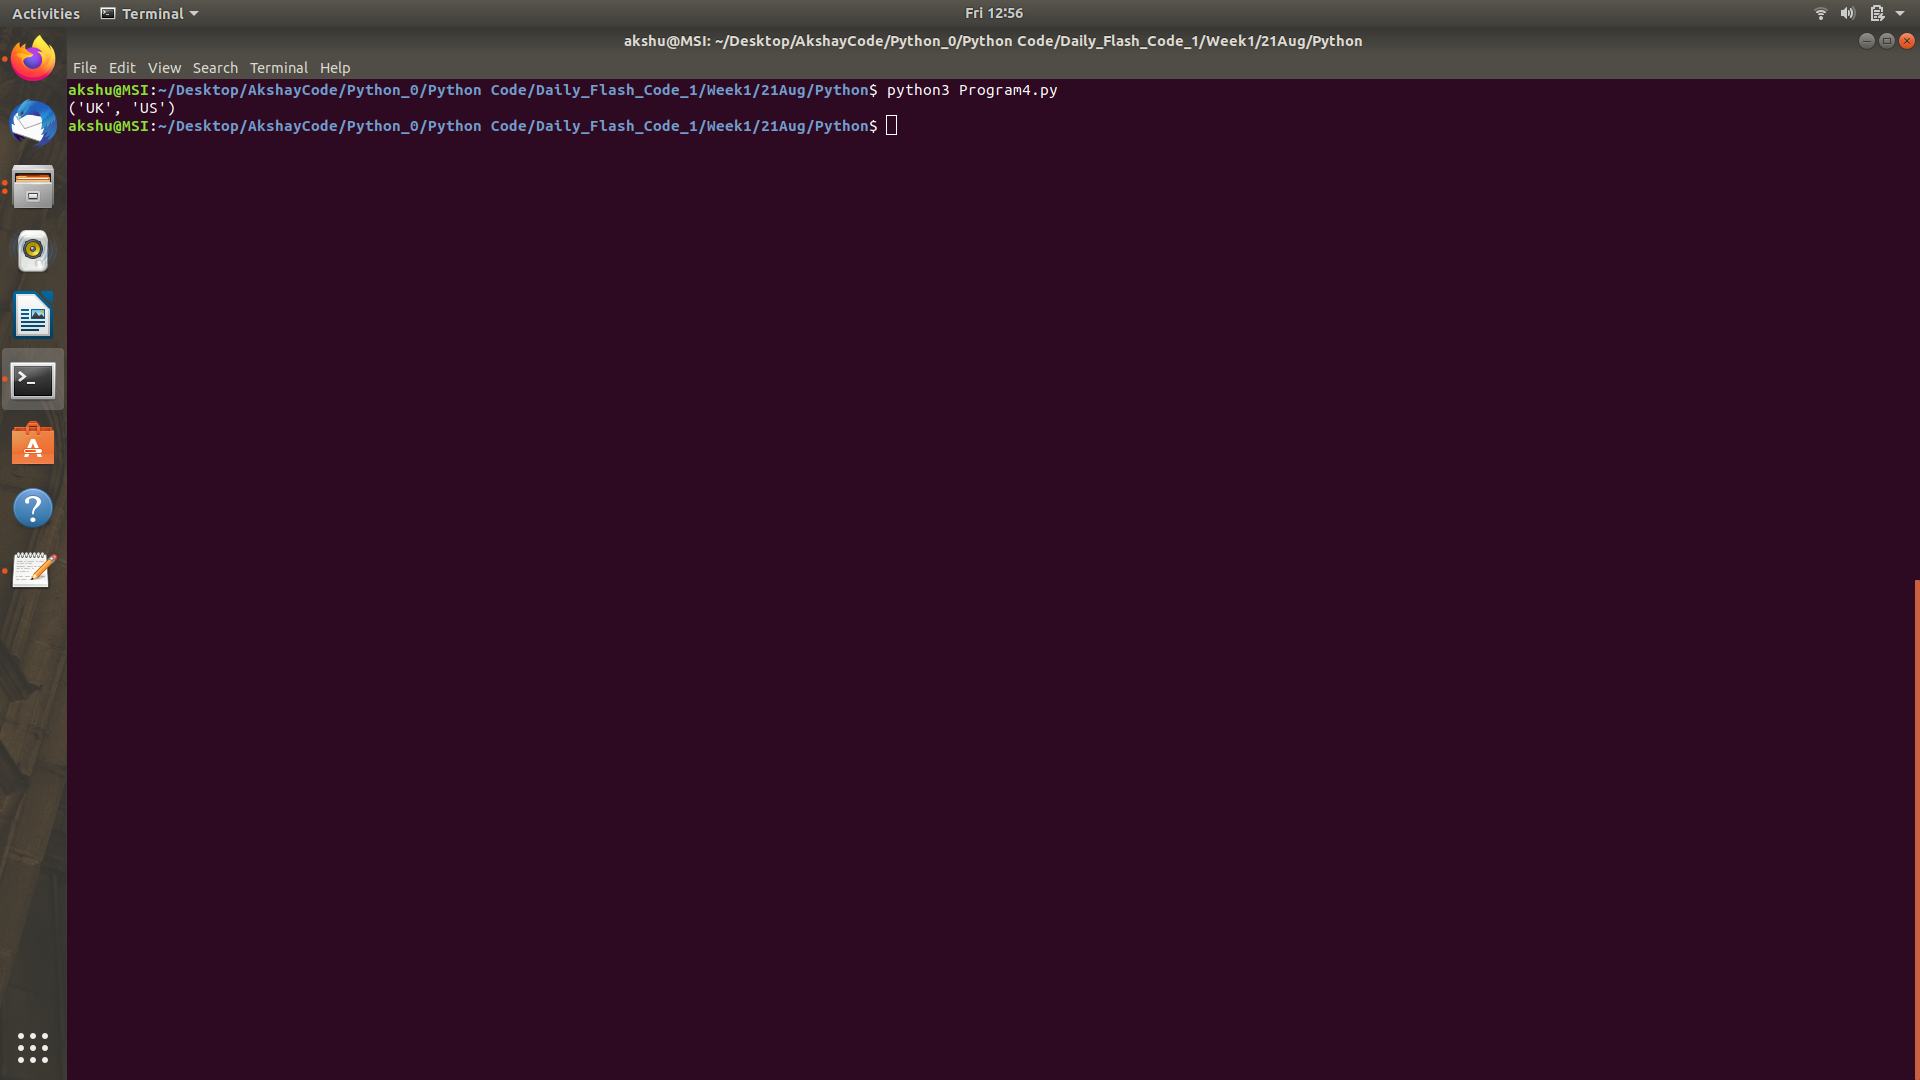 Activities Terminal Fri 12:56
akshu@MSI: ~/Desktop/AkshayCode/Python_0/Python Code/Daily_Flash_Code_1/Week1/21Aug/Python
File Edit View Search Terminal Help
akshu@MSI:~/Desktop/AkshayCode/Python_0/Python Code/Daily_Flash_Code_1/Week1/21Aug/Python$ python3 Program4.py
('UK', 'US')
akshu@MSI:~/Desktop/AkshayCode/Python_0/Python Code/Daily_Flash_Code_1/Week1/21Aug/Python$